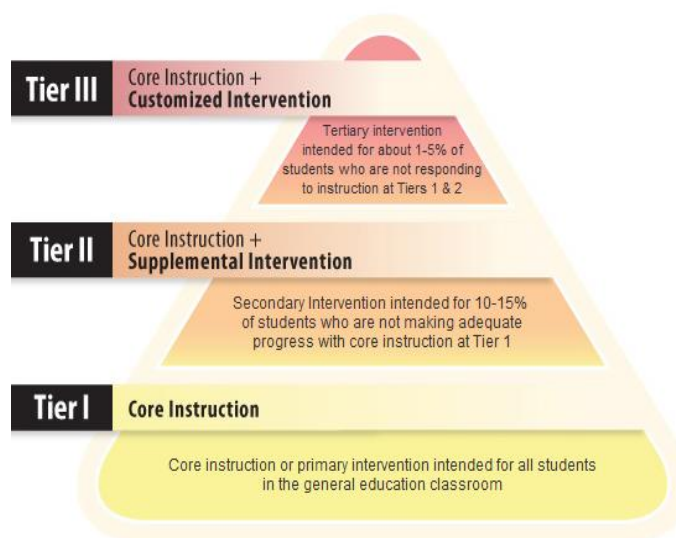 Tier III
Core Instruction +
Customized Intervention
Tertiary intervention
intended for about 1-5% of
students who are not responding
to instruction at Tiers 1 & 2
Tier II
Core Instruction +
Supplemental Intervention
Secondary Intervention intended for 10-15%
of students who are not making adequate
progress with core instruction at Tier 1
Tier I
Core Instruction
Core instruction or primary intervention intended for all students
in the general education classroom